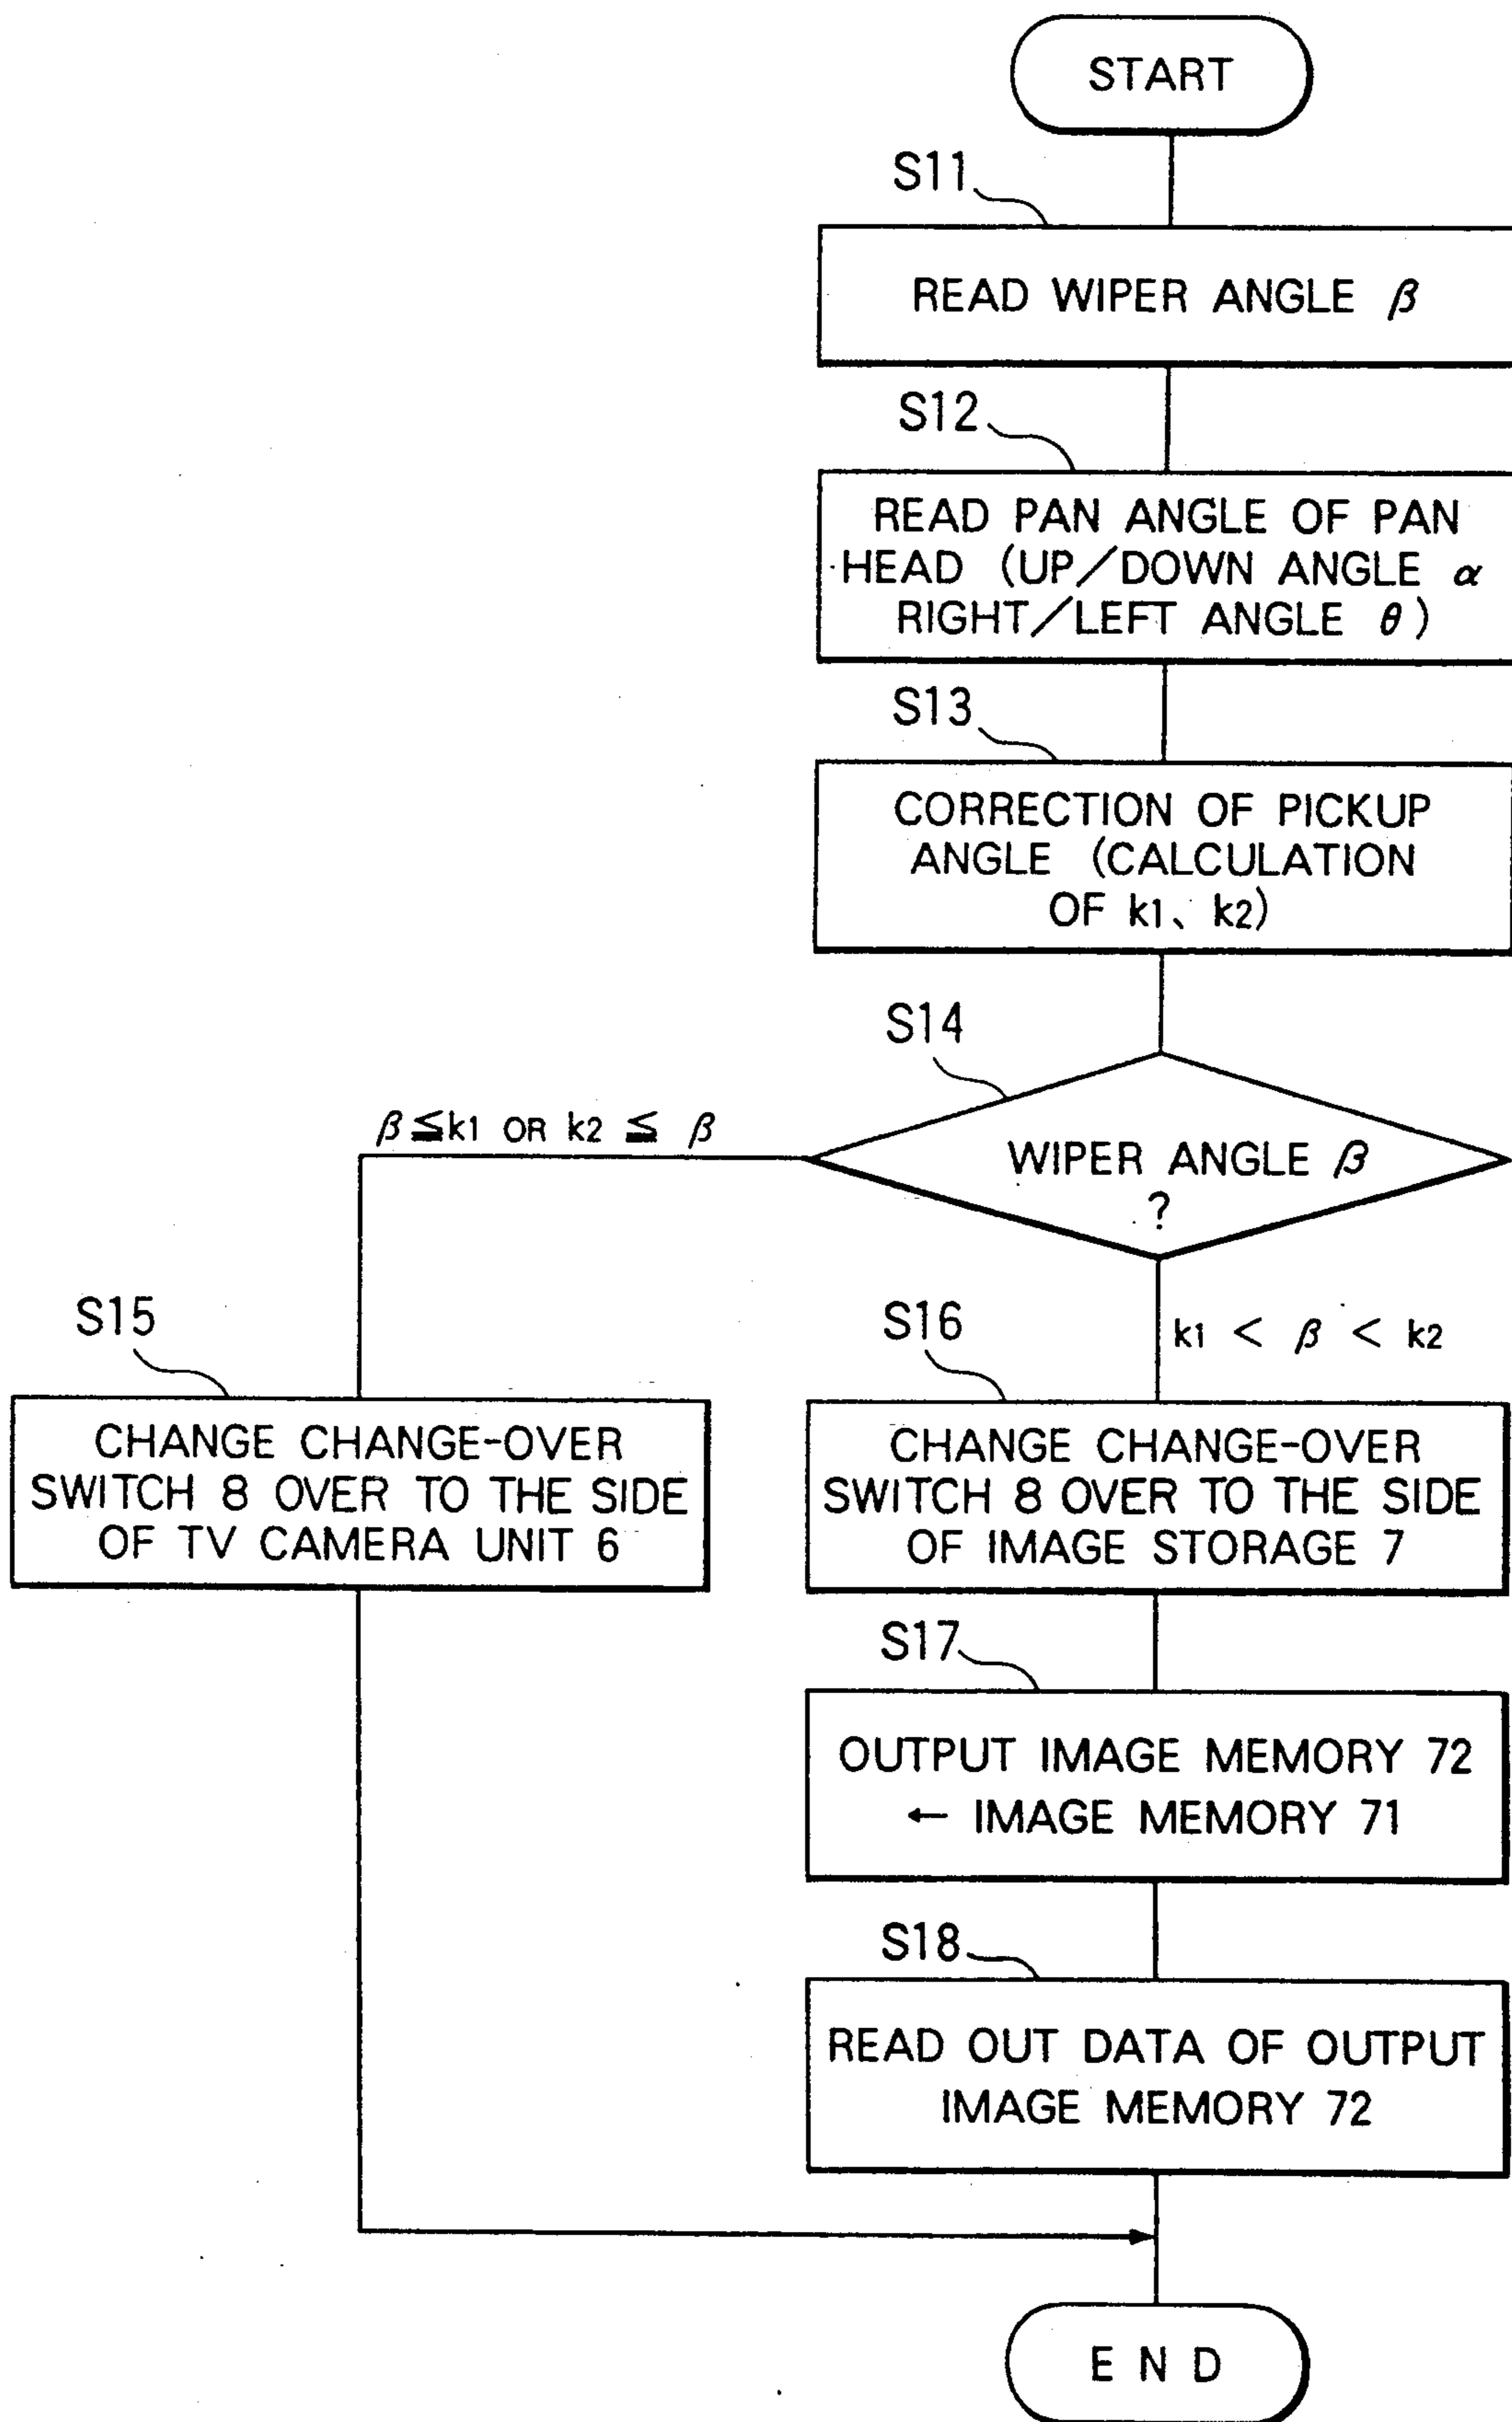 START
S11
READ WIPER ANGLE β
S12
READ PAN ANGLE OF PAN
HEAD (UP/DOWN ANGLE α
RIGHT/LEFT ANGLE θ)
S13
CORRECTION OF PICKUP
ANGLE (CALCULATION
OF k1、k2)
S14
β≦k1 OR k2 ≦ β
WIPER ANGLE β
?
S15
CHANGE CHANGE-OVER
SWITCH 8 OVER TO THE SIDE
OF TV CAMERA UNIT 6
S16
k1 < β < k2
CHANGE CHANGE-OVER
SWITCH 8 OVER TO THE SIDE
OF IMAGE STORAGE 7
S17
OUTPUT IMAGE MEMORY 72
← IMAGE MEMORY 71
S18
READ OUT DATA OF OUTPUT
IMAGE MEMORY 72
END